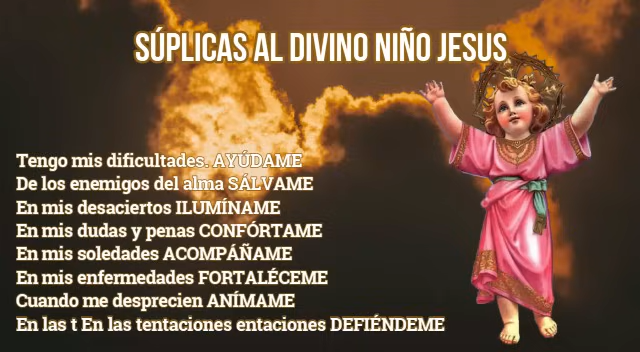 SÚPLICAS AL DIVINO NIÑO JESUS
Tengo mis dificultades. AYÚDAME
De los enemigos del alma SÁLVAME
En mis desaciertos ILUMÍNAME
En mis dudas y penas CONFÓRTAME
En mis soledades ACOMPÁÑAME
En mis enfermedades FORTALÉCEME
Cuando me desprecien ANÍMAME
En las t En las tentaciones entaciones DEFIÉNDEME